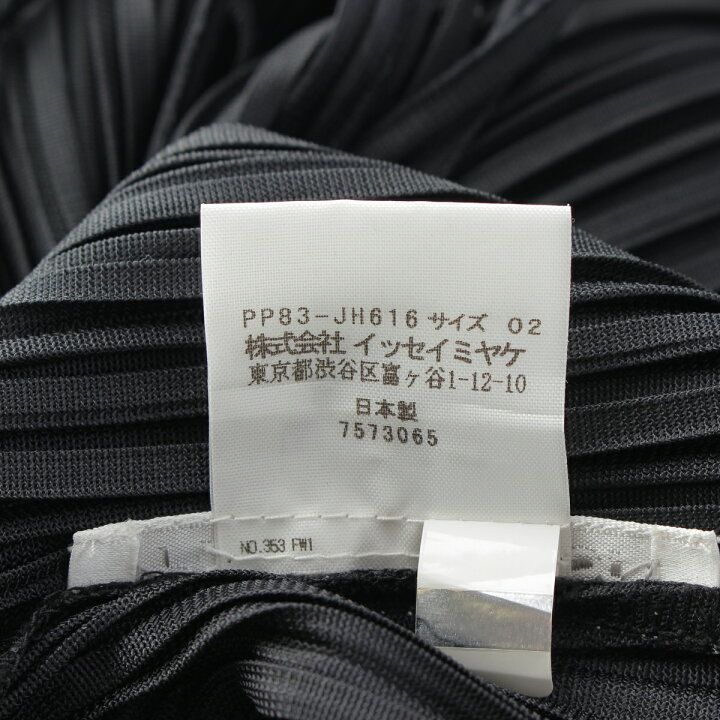 PP83-JH616 サイズ 02
株式会社 イッセイミヤケ
東京都渋谷区富ヶ谷1-12-10
日本製
7573065
NO.353 FW1